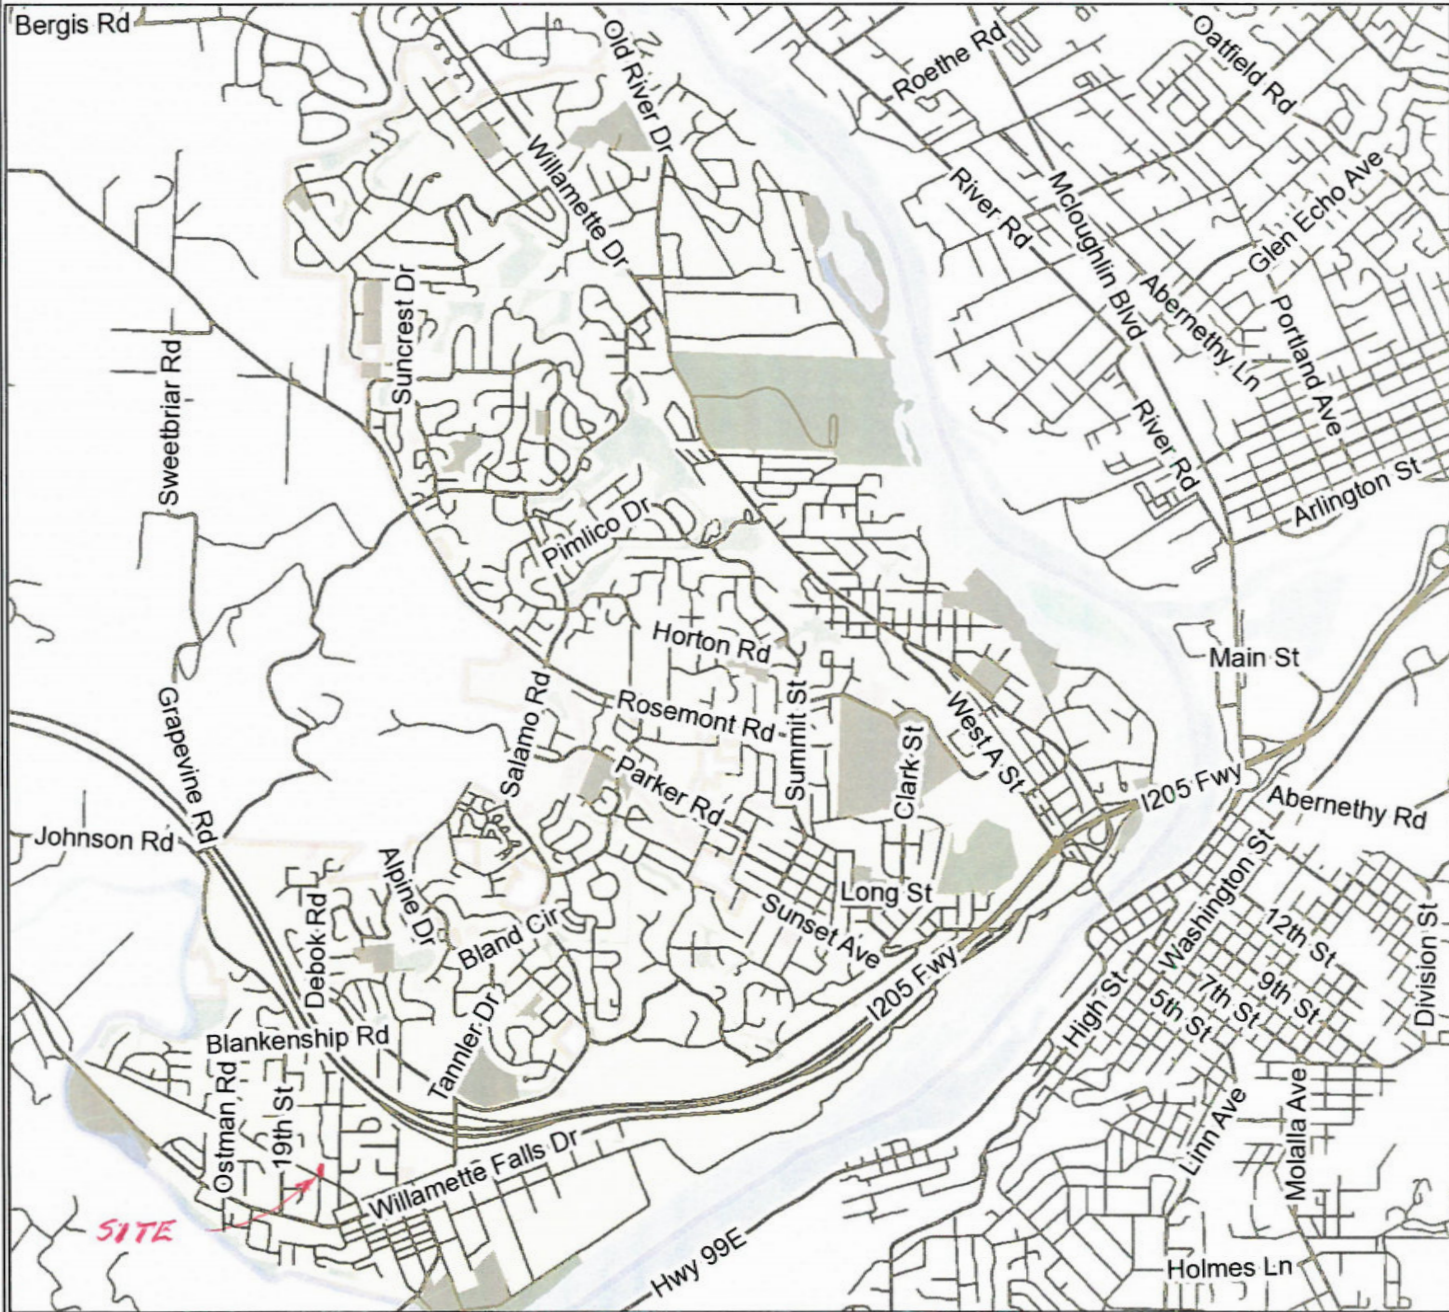 Bergis Rd
Old River Dr
Roethe Rd
Oatfield Rd
Willamette Dr
River Rd
Mcloughlin Blvd
Glen Echo Ave
Suncrest Dr
Abernethy Ln
Portland Ave
Sweetbriar Rd
River Rd
Arlington St
Pimlico Dr
Horton Rd
Main St
Grapevine Rd
Salamo Rd
Rosemont Rd
Summit St
West A St
Clark St
Parker Rd
I205 Fwy
Abernethy Rd
Johnson Rd
Alpine Dr
Long St
Washington St
Debok Rd
Bland Cir
Sunset Ave
12th St
Division St
I205 Fwy
High St
7th St
9th St
5th St
Blankenship Rd
Tannler Dr
Ostman Rd
19th St
Linn Ave
Molalla Ave
Willamette Falls Dr
SITE
Hwy 99E
Holmes Ln